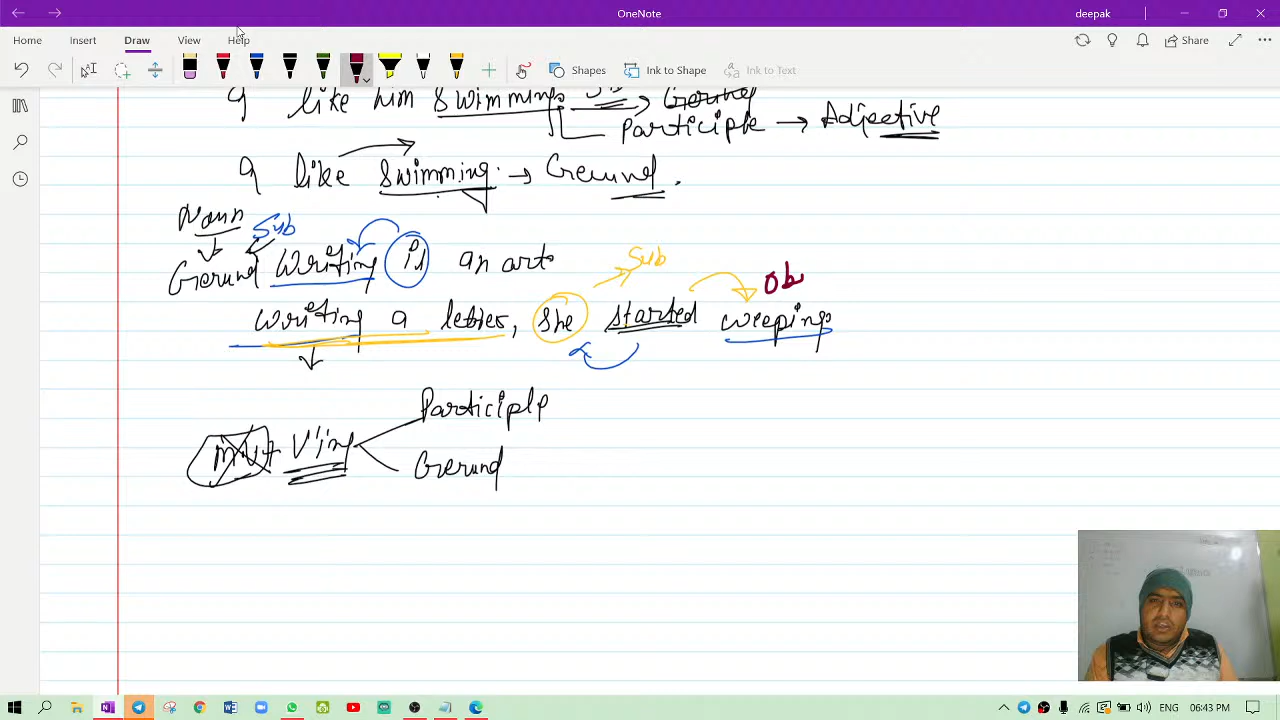 OneNote
deepak
Home Insert Draw View Help
Share
Shapes Ink to Shape Ink to Text
I like him swimming → Gerund
participle → Adjective
I like swimming → Gerund.
Noun
Sub
Gerund Writing is an art
Sub
Ob
writing a letter, she started weeping
Participle
MV+ V'ing
Gerund
ENG 06:43 PM